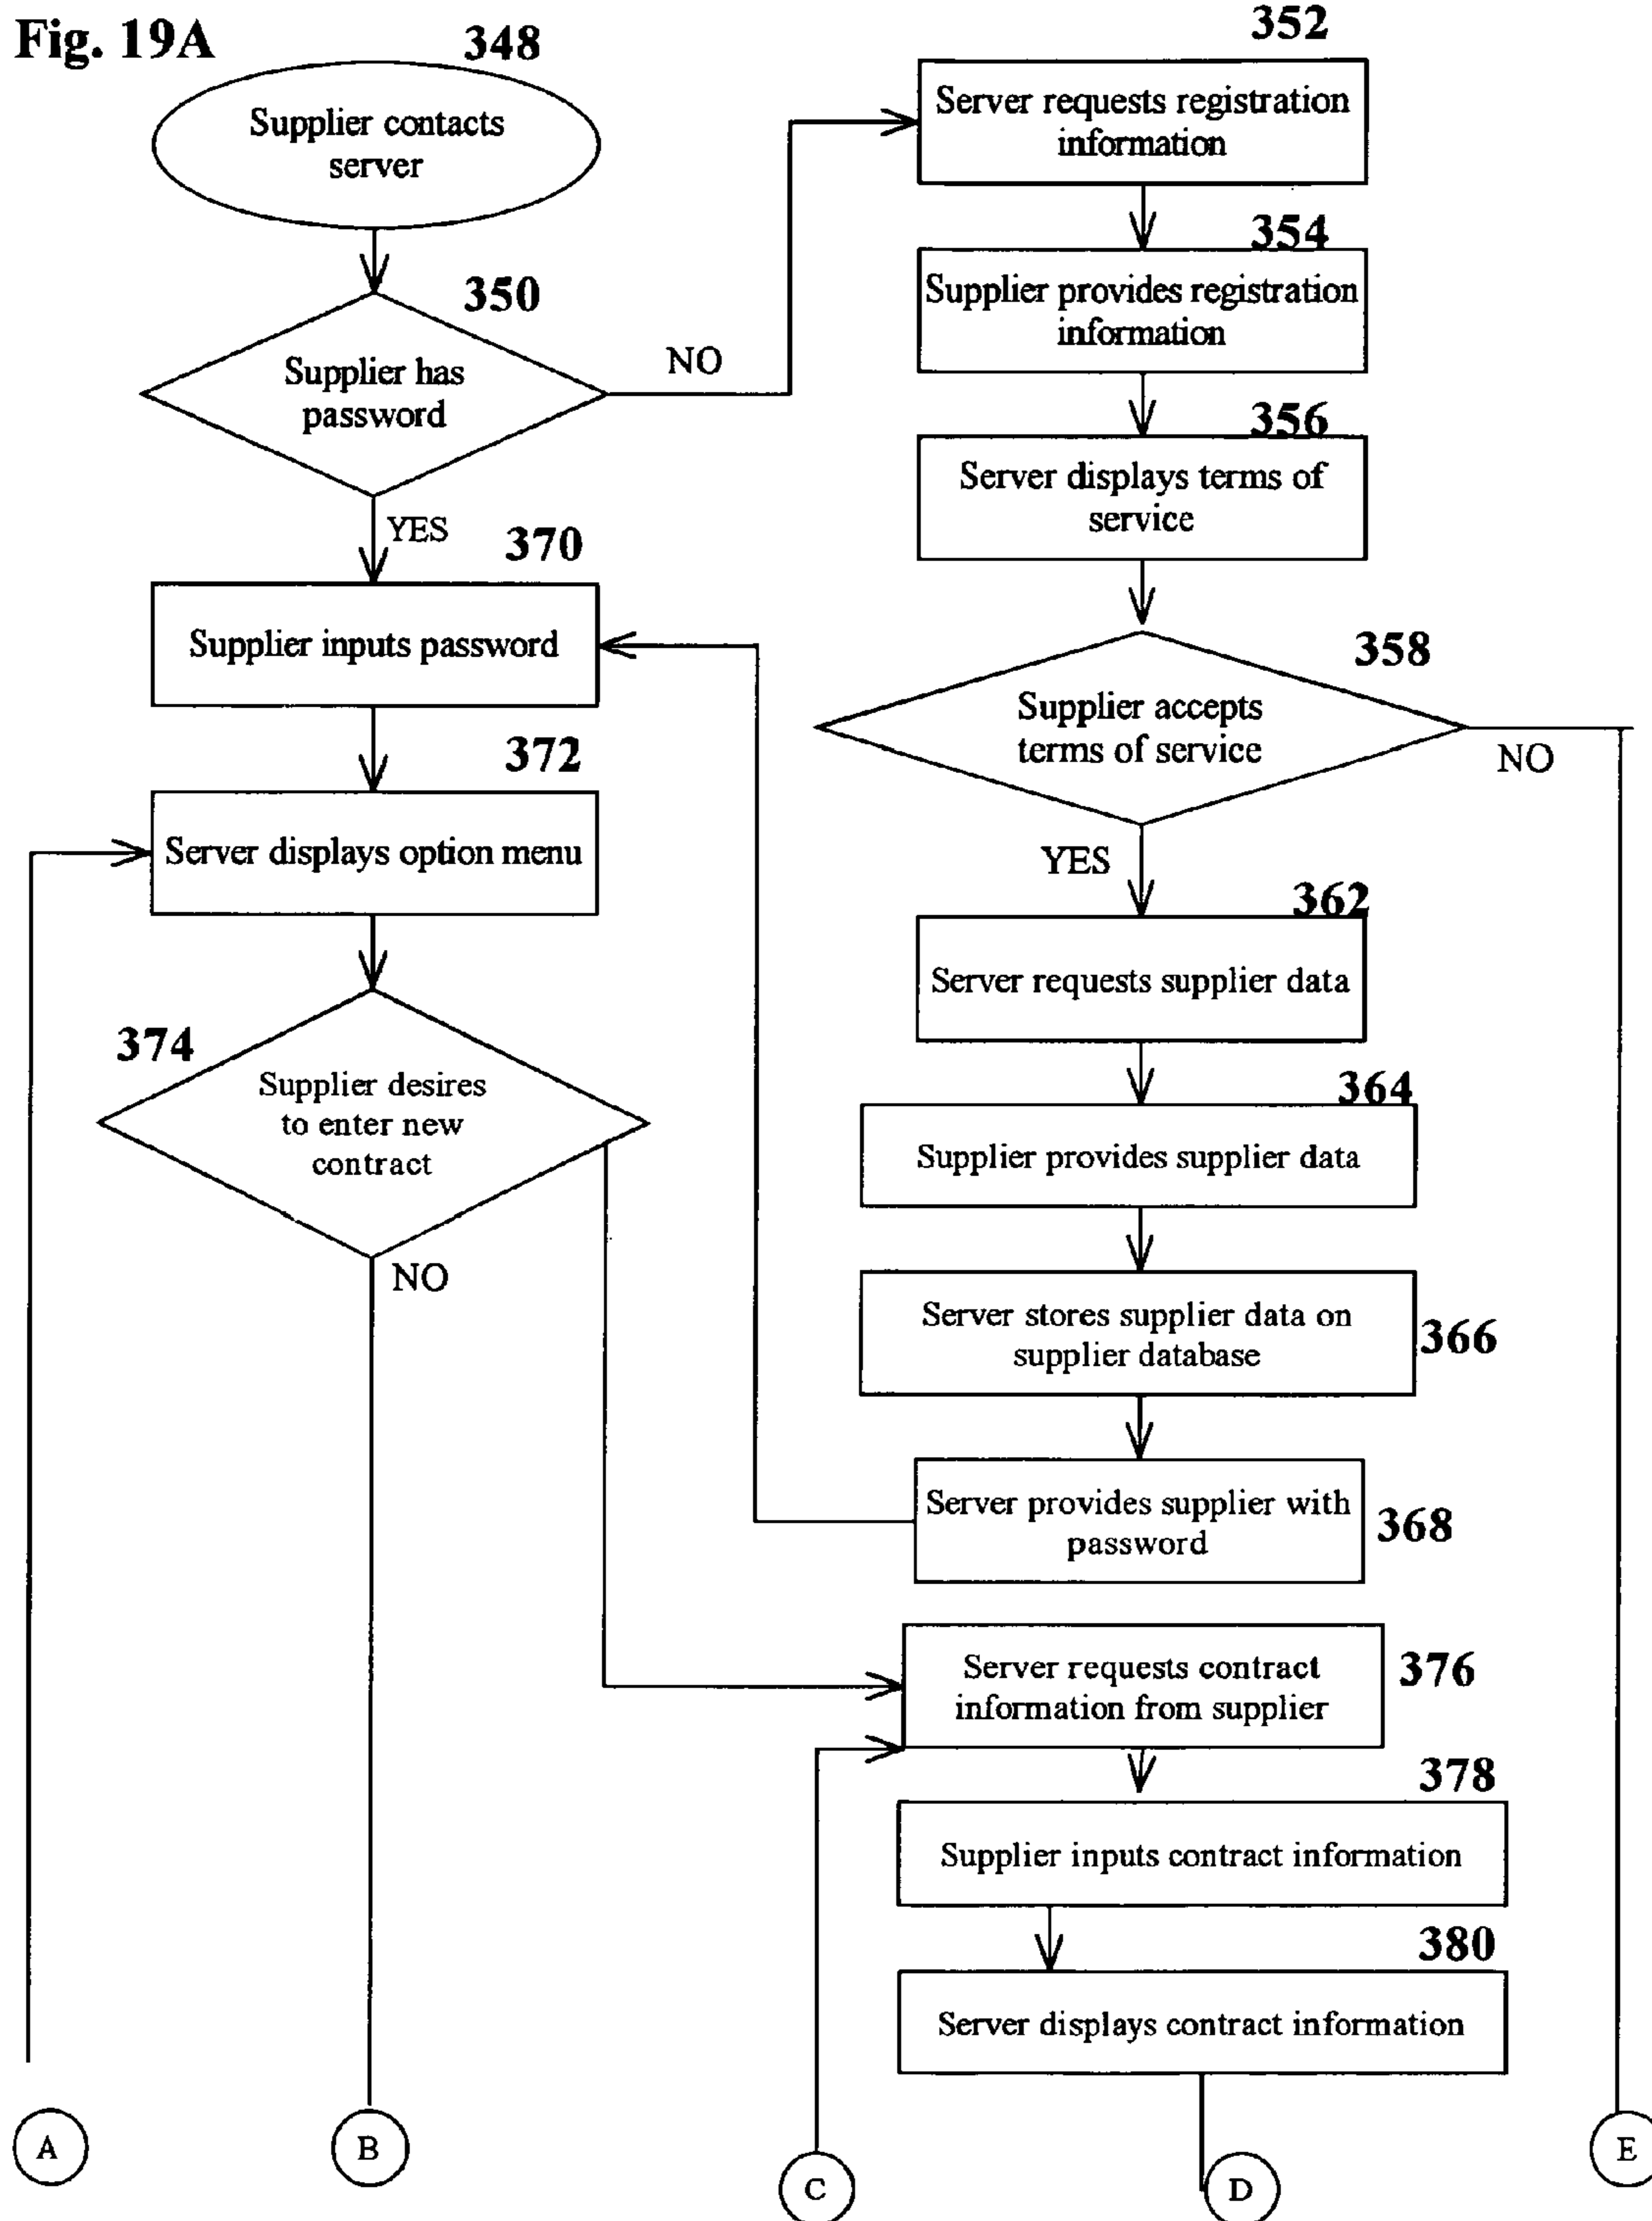 Fig. 19A
348
Supplier contacts
server
350
Supplier has
password
NO
YES
352
Server requests registration
information
354
Supplier provides registration
information
356
Server displays terms of
service
358
Supplier accepts
terms of service
NO
YES
362
Server requests supplier data
364
Supplier provides supplier data
366
Server stores supplier data on
supplier database
368
Server provides supplier with
password
370
Supplier inputs password
372
Server displays option menu
374
Supplier desires
to enter new
contract
NO
376
Server requests contract
information from supplier
378
Supplier inputs contract information
380
Server displays contract information
A
B
C
D
E